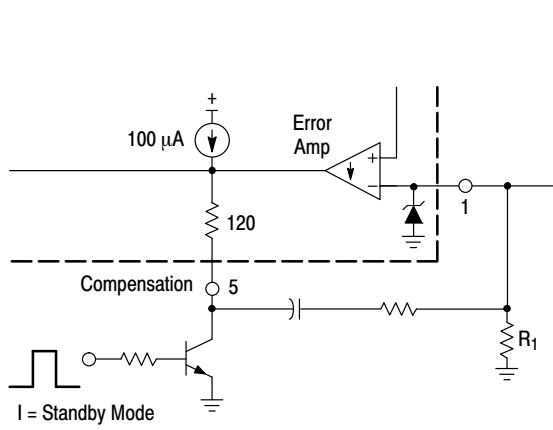 +
100 μA
Error
Amp
+
−
1
120
Compensation
5
R1
I = Standby Mode